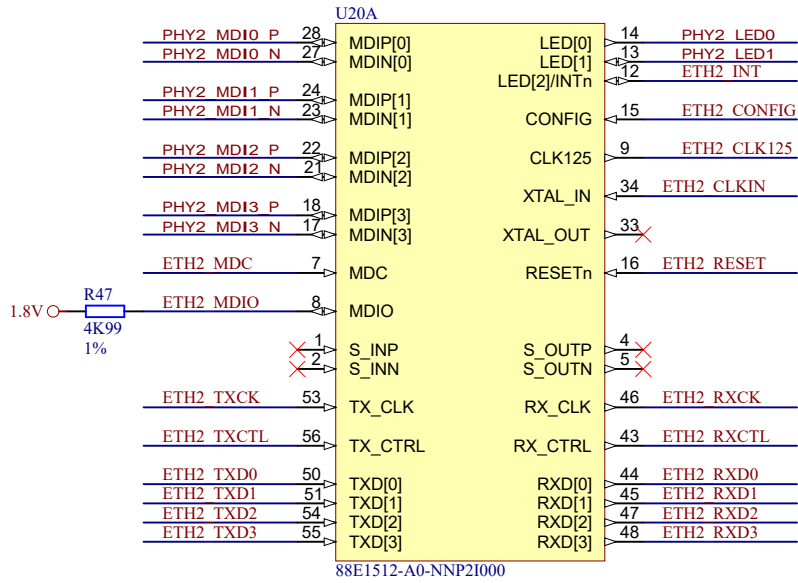 U20A
PHY2_MDI0_P 28 MDIP[0] LED[0] 14 PHY2_LED0
PHY2_MDI0_N 27 MDIN[0] LED[1] 13 PHY2_LED1
LED[2]/INTn 12 ETH2_INT
PHY2_MDI1_P 24 MDIP[1]
PHY2_MDI1_N 23 MDIN[1] CONFIG 15 ETH2_CONFIG
PHY2_MDI2_P 22 MDIP[2] CLK125 9 ETH2_CLK125
PHY2_MDI2_N 21 MDIN[2]
XTAL_IN 34 ETH2_CLKIN
PHY2_MDI3_P 18 MDIP[3]
PHY2_MDI3_N 17 MDIN[3] XTAL_OUT 33
ETH2_MDC 7 MDC RESETn 16 ETH2_RESET
R47
1.8V ETH2_MDIO 8 MDIO
4K99
1%
1 S_INP S_OUTP 4
2 S_INN S_OUTN 5
ETH2_TXCK 53 TX_CLK RX_CLK 46 ETH2_RXCK
ETH2_TXCTL 56 TX_CTRL RX_CTRL 43 ETH2_RXCTL
ETH2_TXD0 50 TXD[0] RXD[0] 44 ETH2_RXD0
ETH2_TXD1 51 TXD[1] RXD[1] 45 ETH2_RXD1
ETH2_TXD2 54 TXD[2] RXD[2] 47 ETH2_RXD2
ETH2_TXD3 55 TXD[3] RXD[3] 48 ETH2_RXD3
88E1512-A0-NNP2I000